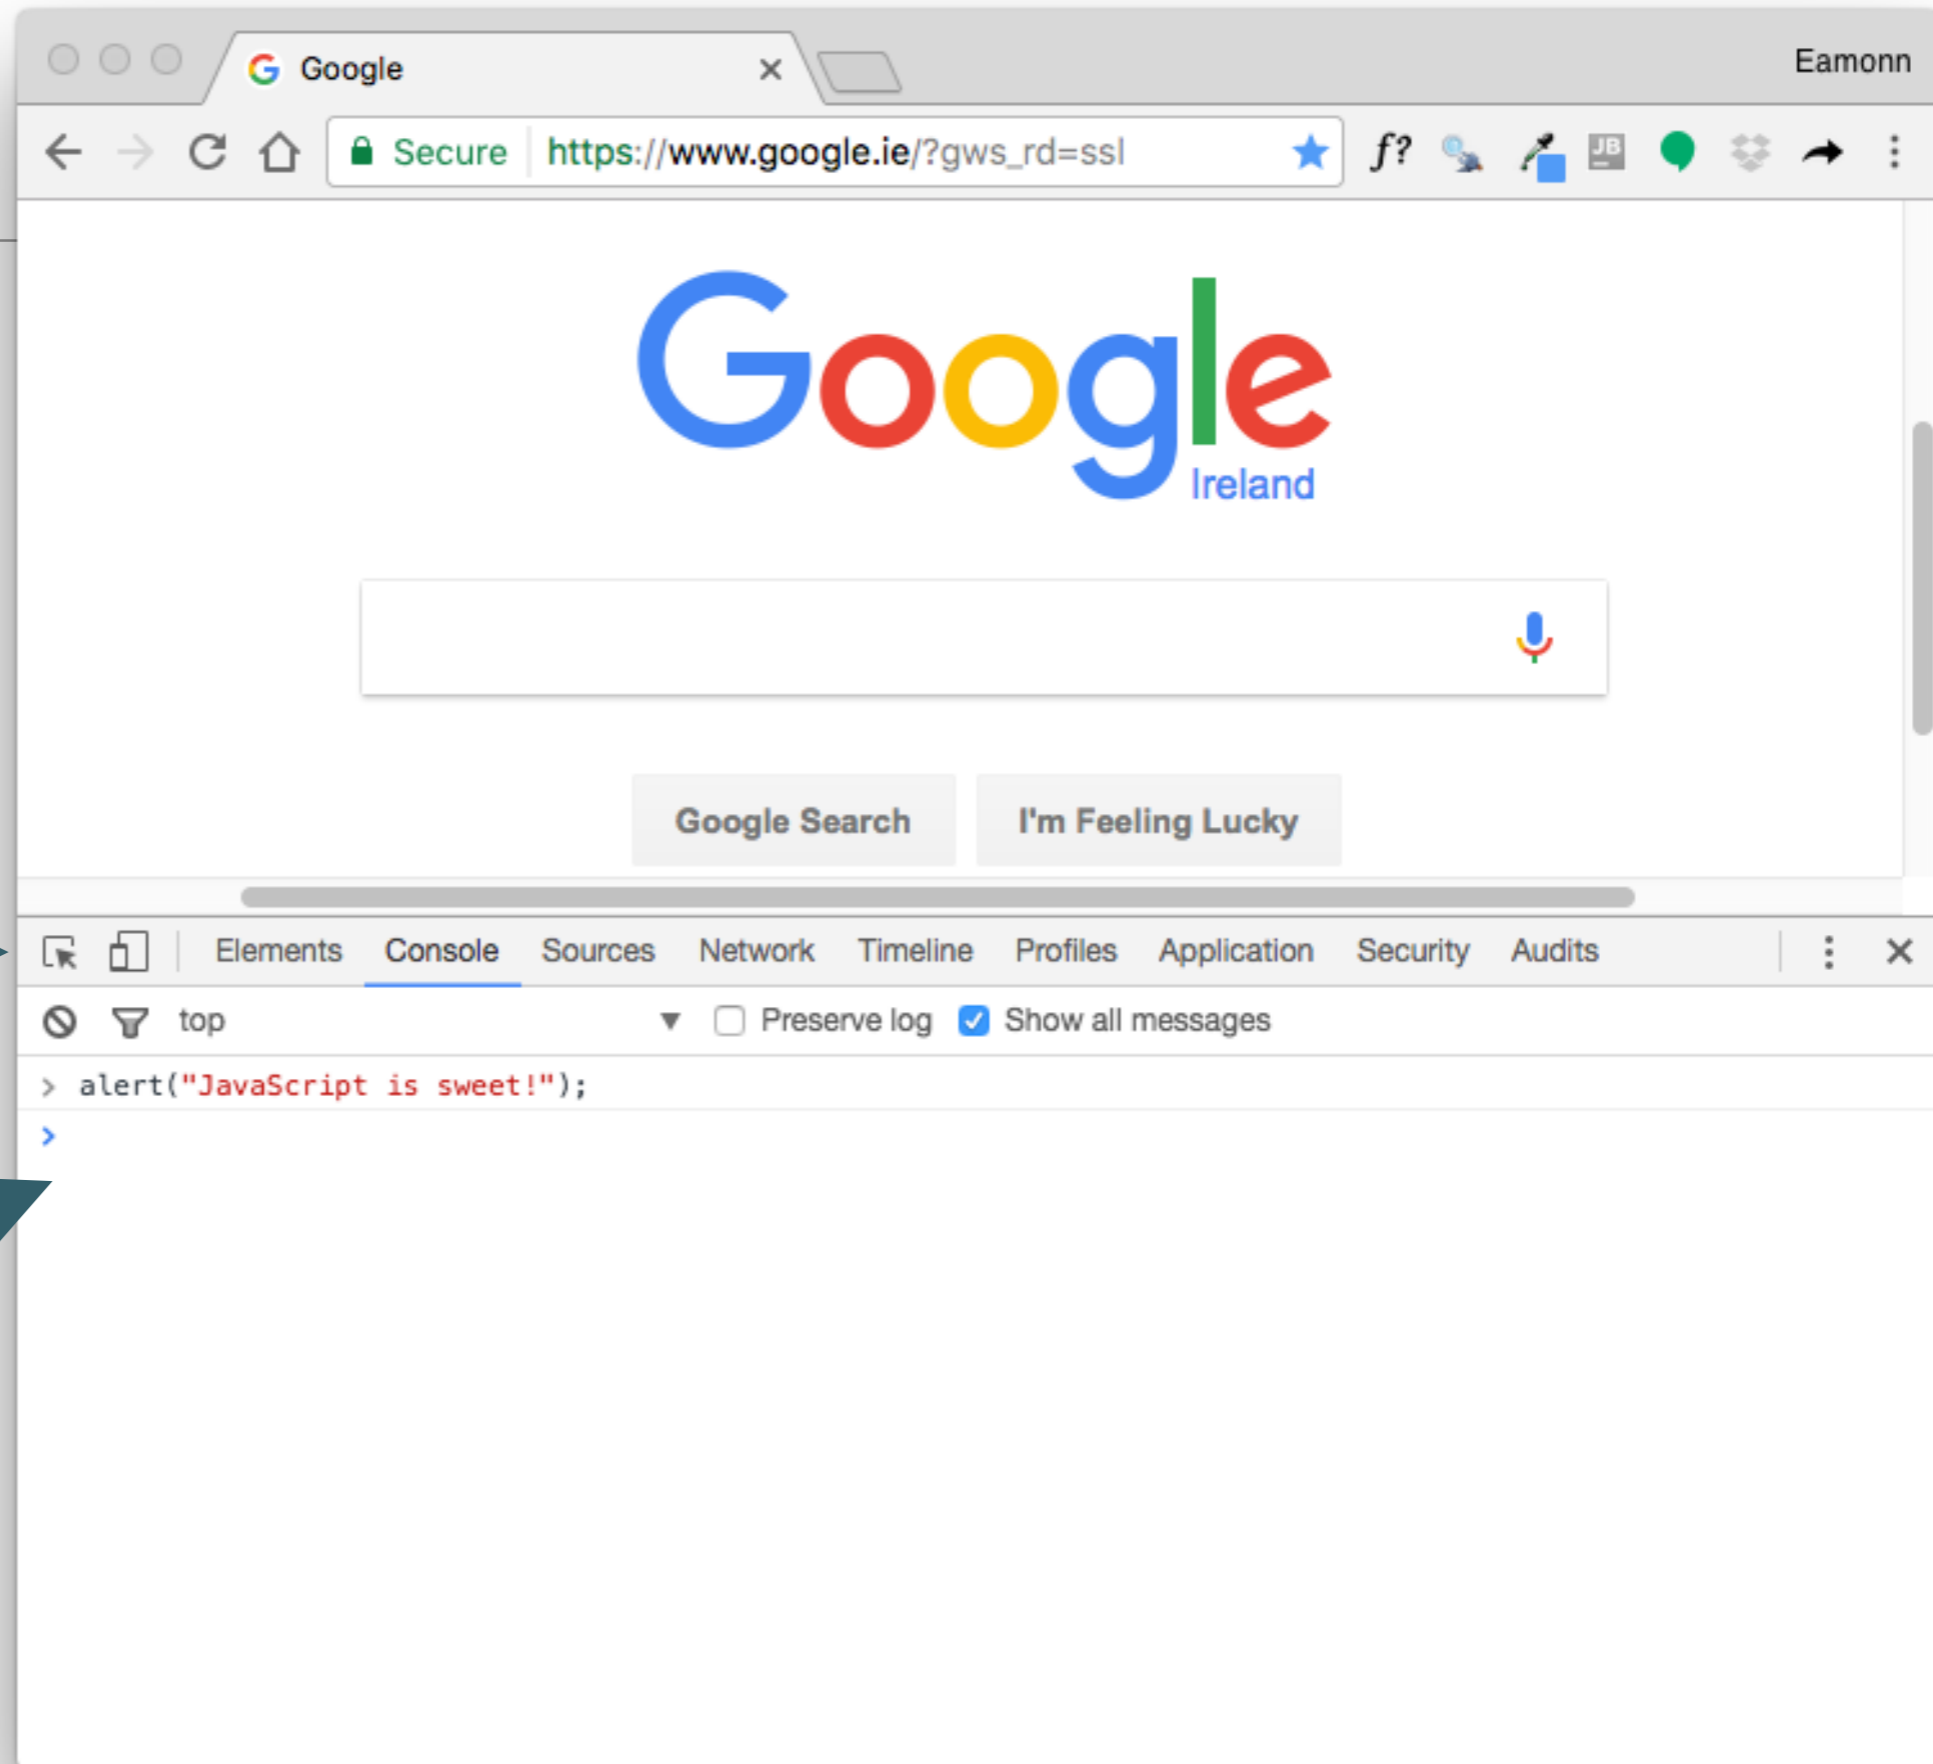 Google
Eamonn
Secure https://www.google.ie/?gws_rd=ssl f? JB
Google
Ireland
Google Search I'm Feeling Lucky
Elements Console Sources Network Timeline Profiles Application Security Audits
top Preserve log Show all messages
> alert("JavaScript is sweet!");
>